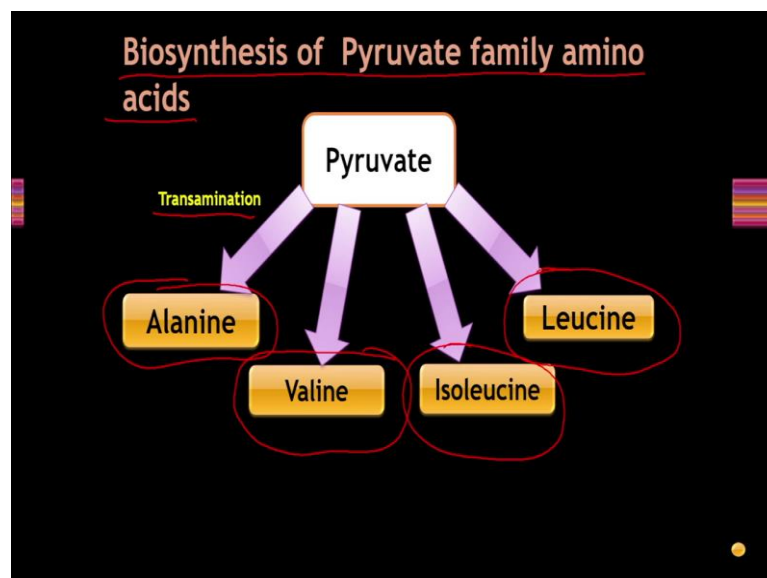 Biosynthesis of Pyruvate family amino
acids
Pyruvate
Transamination
Alanine
Leucine
Valine
Isoleucine